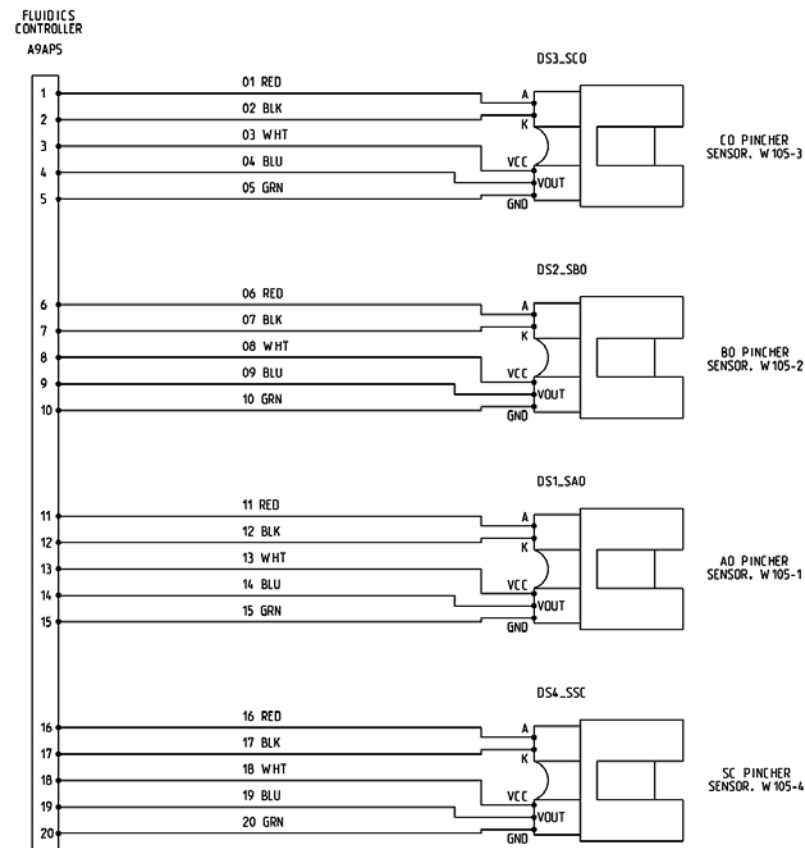 FLUIDICS
CONTROLLER
A9AP5
DS3_SC0
1
01 RED
A
2
02 BLK
K
3
03 WHT
VCC
4
04 BLU
VOUT
5
05 GRN
GND
C0 PINCHER
SENSOR, W105-3
DS2_SB0
6
06 RED
A
7
07 BLK
K
8
08 WHT
VCC
9
09 BLU
VOUT
10
10 GRN
GND
B0 PINCHER
SENSOR, W105-2
DS1_SA0
11
11 RED
A
12
12 BLK
K
13
13 WHT
VCC
14
14 BLU
VOUT
15
15 GRN
GND
A0 PINCHER
SENSOR, W105-1
DS4_SSC
16
16 RED
A
17
17 BLK
K
18
18 WHT
VCC
19
19 BLU
VOUT
20
20 GRN
GND
SC PINCHER
SENSOR, W105-4